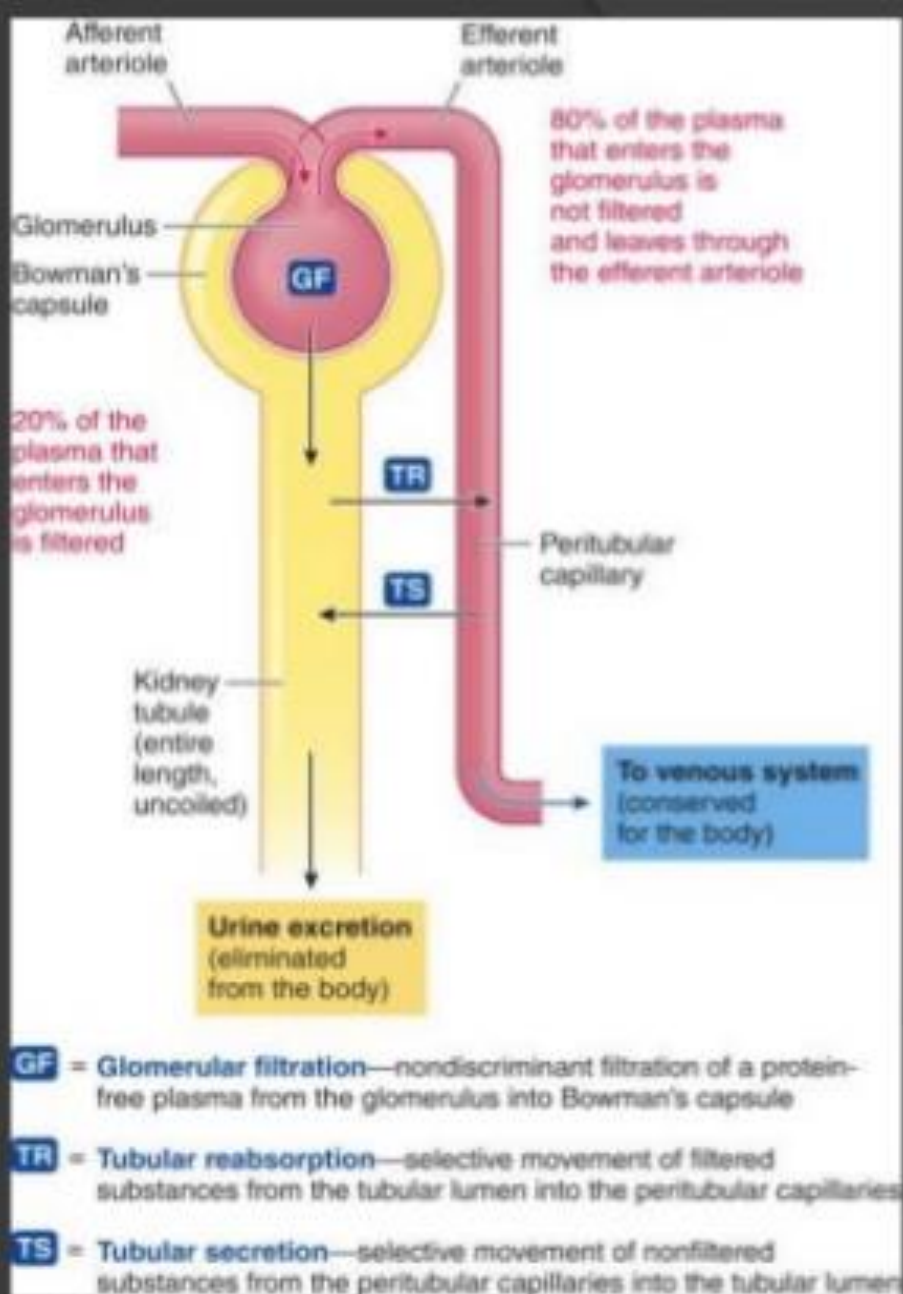 Afferent
arteriole
Efferent
arteriole
80% of the plasma
that enters the
glomerulus is
not filtered
and leaves through
the efferent arteriole
Glomerulus
Bowman's
capsule
GF
20% of the
plasma that
enters the
glomerulus
is filtered
TR
Peritubular
capillary
TS
Kidney
tubule
(entire
length,
uncoiled)
To venous system
(conserved
for the body)
Urine excretion
(eliminated
from the body)
GF = Glomerular filtration—nondiscriminant filtration of a protein-
free plasma from the glomerulus into Bowman's capsule
TR = Tubular reabsorption—selective movement of filtered
substances from the tubular lumen into the peritubular capillaries
TS = Tubular secretion—selective movement of nonfiltered
substances from the peritubular capillaries into the tubular lumen